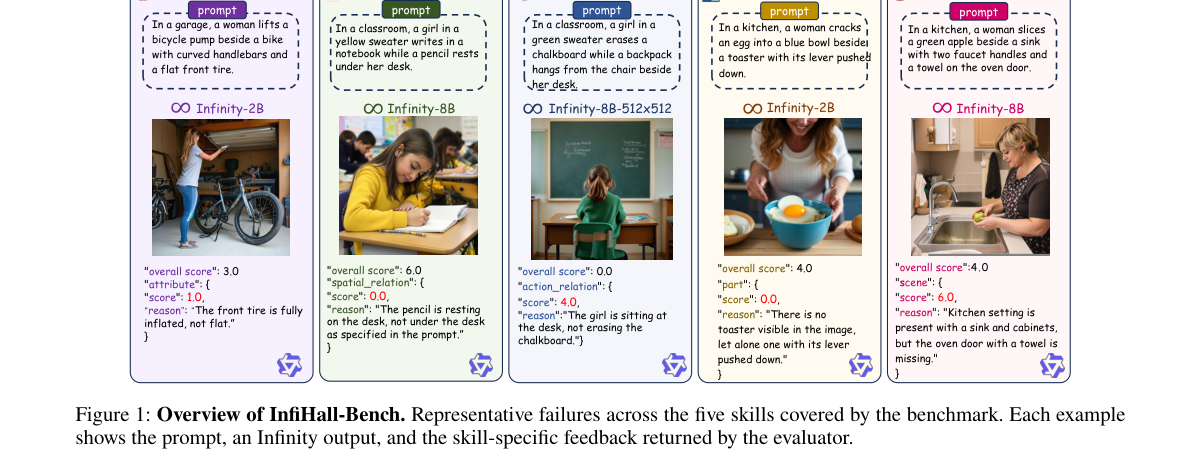 prompt
In a garage, a woman lifts a
bicycle pump beside a bike
with curved handlebars and
a flat front tire.
∞ Infinity-2B
"overall score": 3.0
"attribute": {
"score": 1.0,
"reason": "The front tire is fully
inflated, not flat."
}
prompt
In a classroom, a girl in a
yellow sweater writes in a
notebook while a pencil rests
under her desk.
∞ Infinity-8B
"overall score": 6.0
"spatial_relation": {
"score": 0.0,
"reason": "The pencil is resting
on the desk, not under the desk
as specified in the prompt."
}
prompt
In a classroom, a girl in a
green sweater erases a
chalkboard while a backpack
hangs from the chair beside
her desk.
∞ Infinity-8B-512x512
"overall score": 0.0
"action_relation": {
"score": 4.0,
"reason":"The girl is sitting at
the desk, not erasing the
chalkboard."}
prompt
In a kitchen, a woman cracks
an egg into a blue bowl beside
a toaster with its lever pushed
down.
∞ Infinity-2B
"overall score": 4.0
"part": {
"score": 0.0,
"reason": "There is no
toaster visible in the image,
let alone one with its lever
pushed down."
}
prompt
In a kitchen, a woman slices
a green apple beside a sink
with two faucet handles and
a towel on the oven door.
∞ Infinity-8B
"overall score":4.0
"scene": {
"score": 6.0,
"reason": "Kitchen setting is
present with a sink and cabinets,
but the oven door with a towel is
missing."
}
Figure 1: Overview of InfiHall-Bench. Representative failures across the five skills covered by the benchmark. Each example
shows the prompt, an Infinity output, and the skill-specific feedback returned by the evaluator.